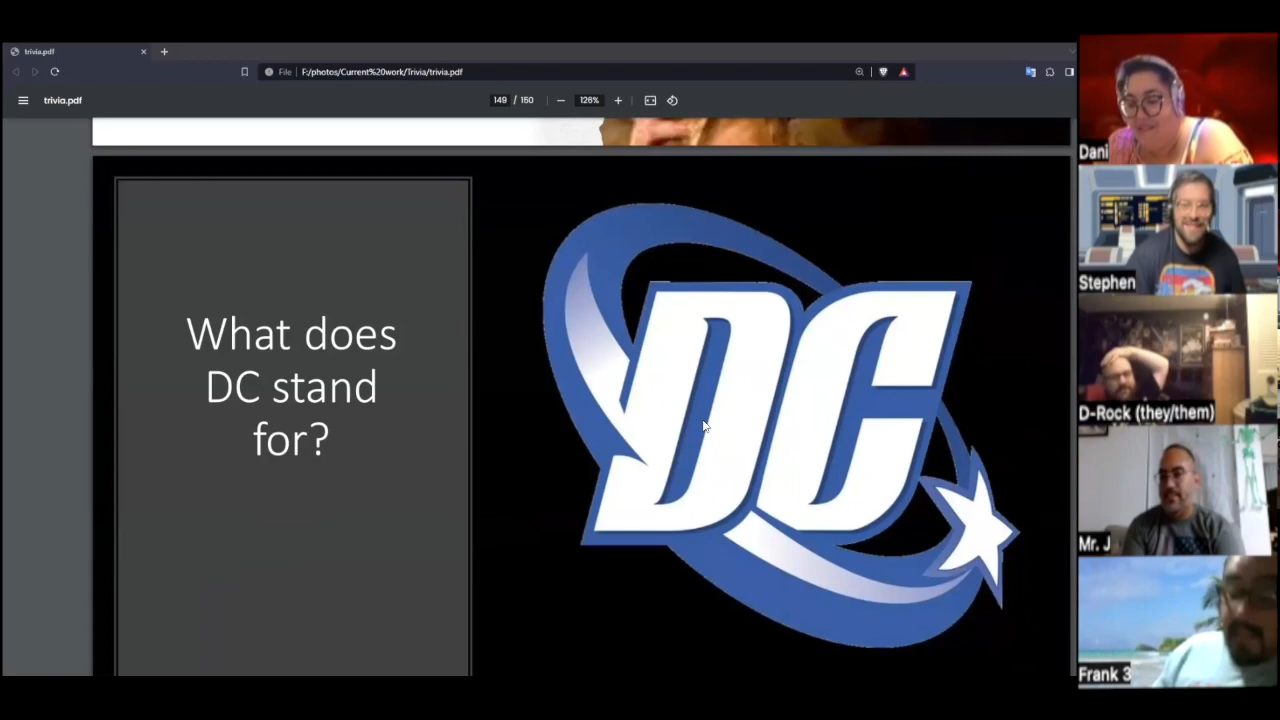 trivia.pdf
File
F:/photos/Current%20work/Trivia/trivia.pdf
trivia.pdf
149 / 150
126%
What does
DC stand
for?
DC
Dani
Stephen
D-Rock (they/them)
Mr. J
Frank 3